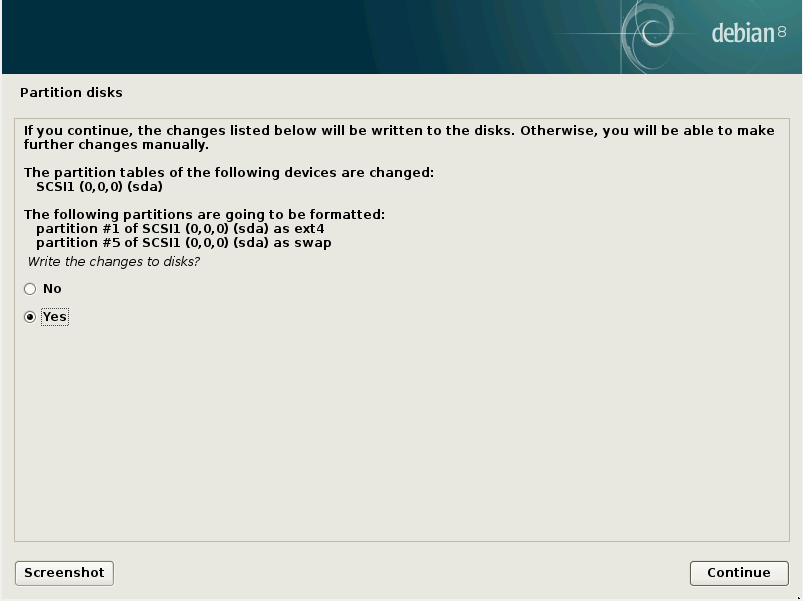 debian 8
Partition disks
If you continue, the changes listed below will be written to the disks. Otherwise, you will be able to make
further changes manually.
The partition tables of the following devices are changed:
SCSI1 (0,0,0) (sda)
The following partitions are going to be formatted:
partition #1 of SCSI1 (0,0,0) (sda) as ext4
partition #5 of SCSI1 (0,0,0) (sda) as swap
Write the changes to disks?
No
Yes
Screenshot
Continue